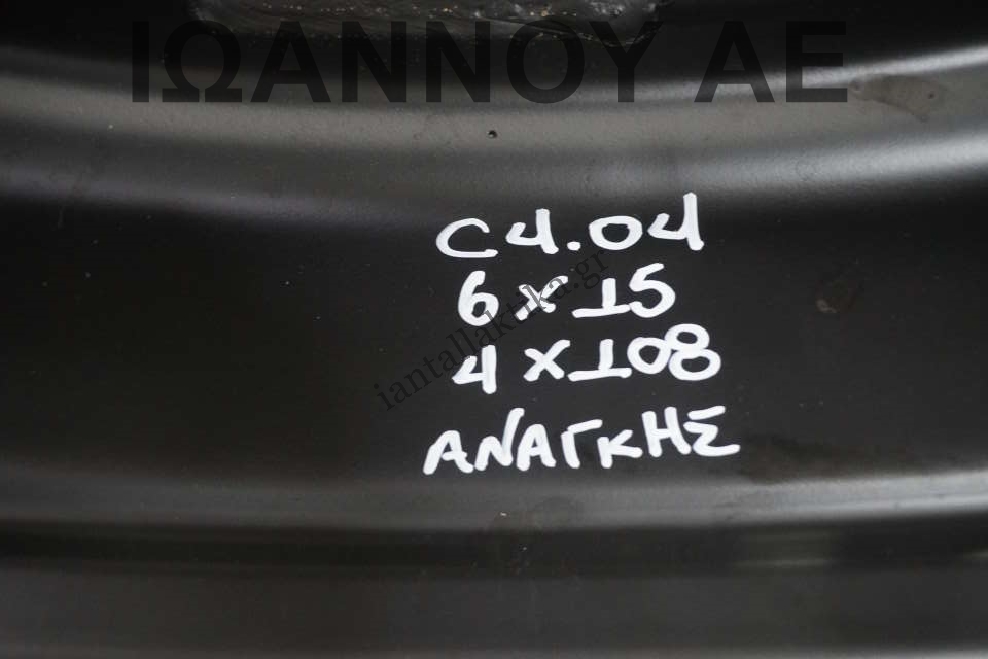 ΙΩΑΝΝΟΥ ΑΕ
C4.04
6x15
4x108
ΑΝΑΓΚΗΣ
iantallaktika.gr